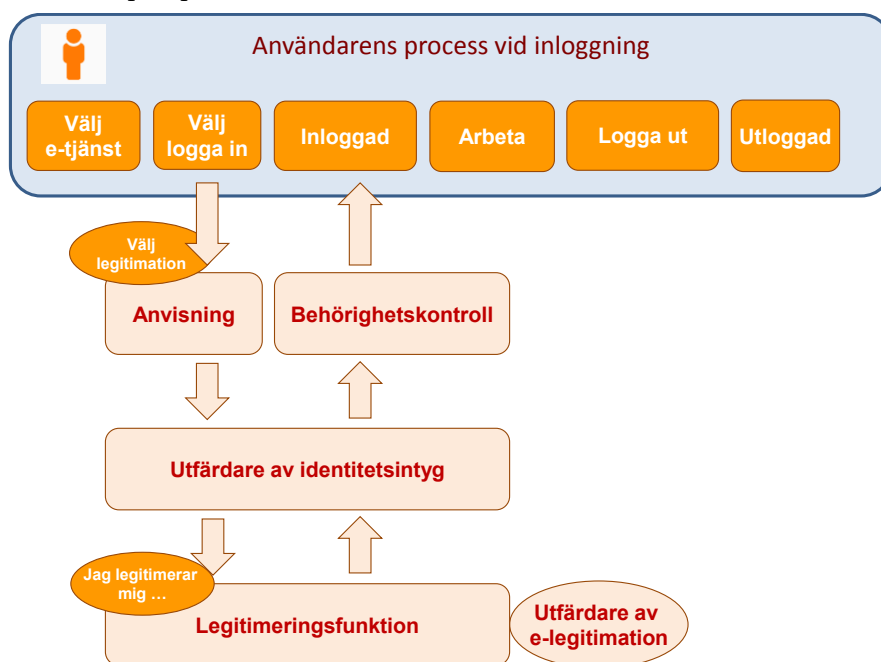 Användarens process vid inloggning
Välj
e-tjänst
Välj
logga in
Inloggad
Arbeta
Logga ut
Utloggad
Välj
legitimation
Anvisning
Behörighetskontroll
Utfärdare av identitetsintyg
Jag legitimerar
mig ...
Legitimeringsfunktion
Utfärdare av
e-legitimation